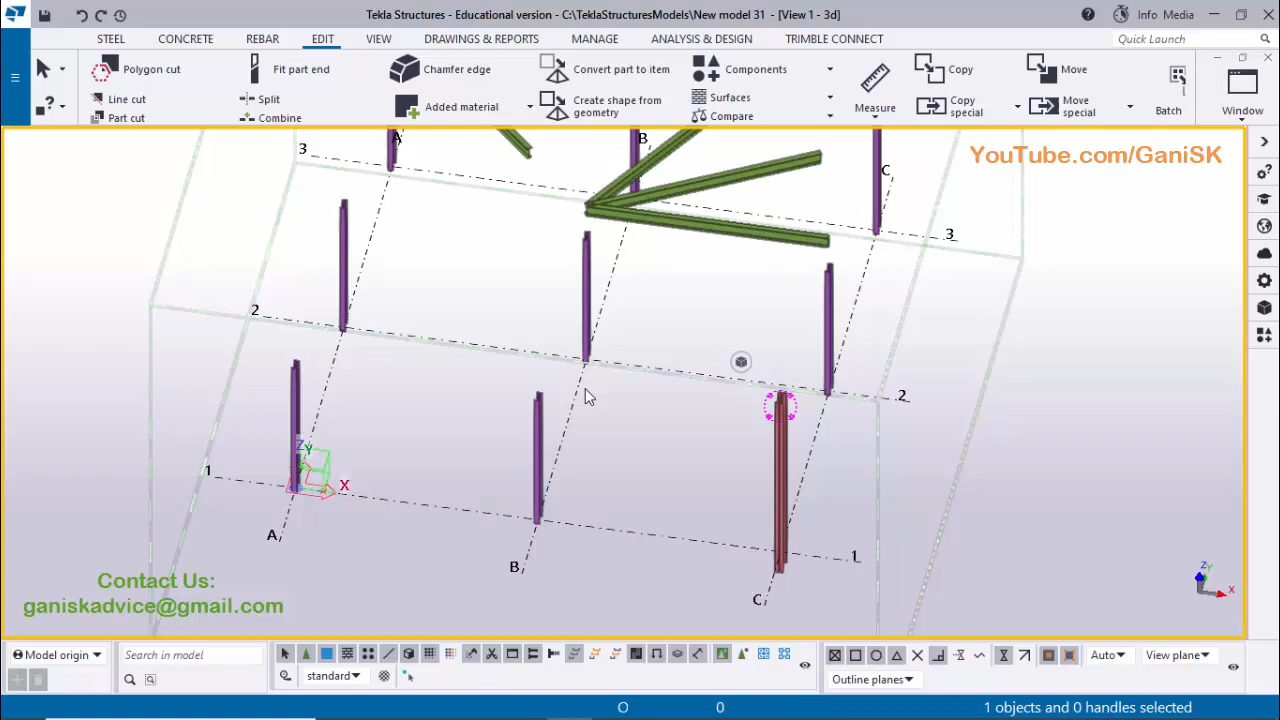 Tekla Structures - Educational version - C:\TeklaStructuresModels\New model 31 - [View 1 - 3d]
Info Media
STEEL CONCRETE REBAR EDIT VIEW DRAWINGS & REPORTS MANAGE ANALYSIS & DESIGN TRIMBLE CONNECT
Quick Launch
Polygon cut
Line cut
Part cut
Fit part end
Split
Combine
Chamfer edge
Added material
Convert part to item
Create shape from
geometry
Components
Surfaces
Compare
Measure
Copy
Copy
special
Move
Move
special
Batch
Window
YouTube.com/GaniSK
A
B
C
3
3
2
2
Z
Y
X
1
1
A
B
C
Contact Us:
ganiskadvice@gmail.com
Z
Y
X
Model origin
Search in model
standard
Auto
View plane
Outline planes
O
0
1 objects and 0 handles selected